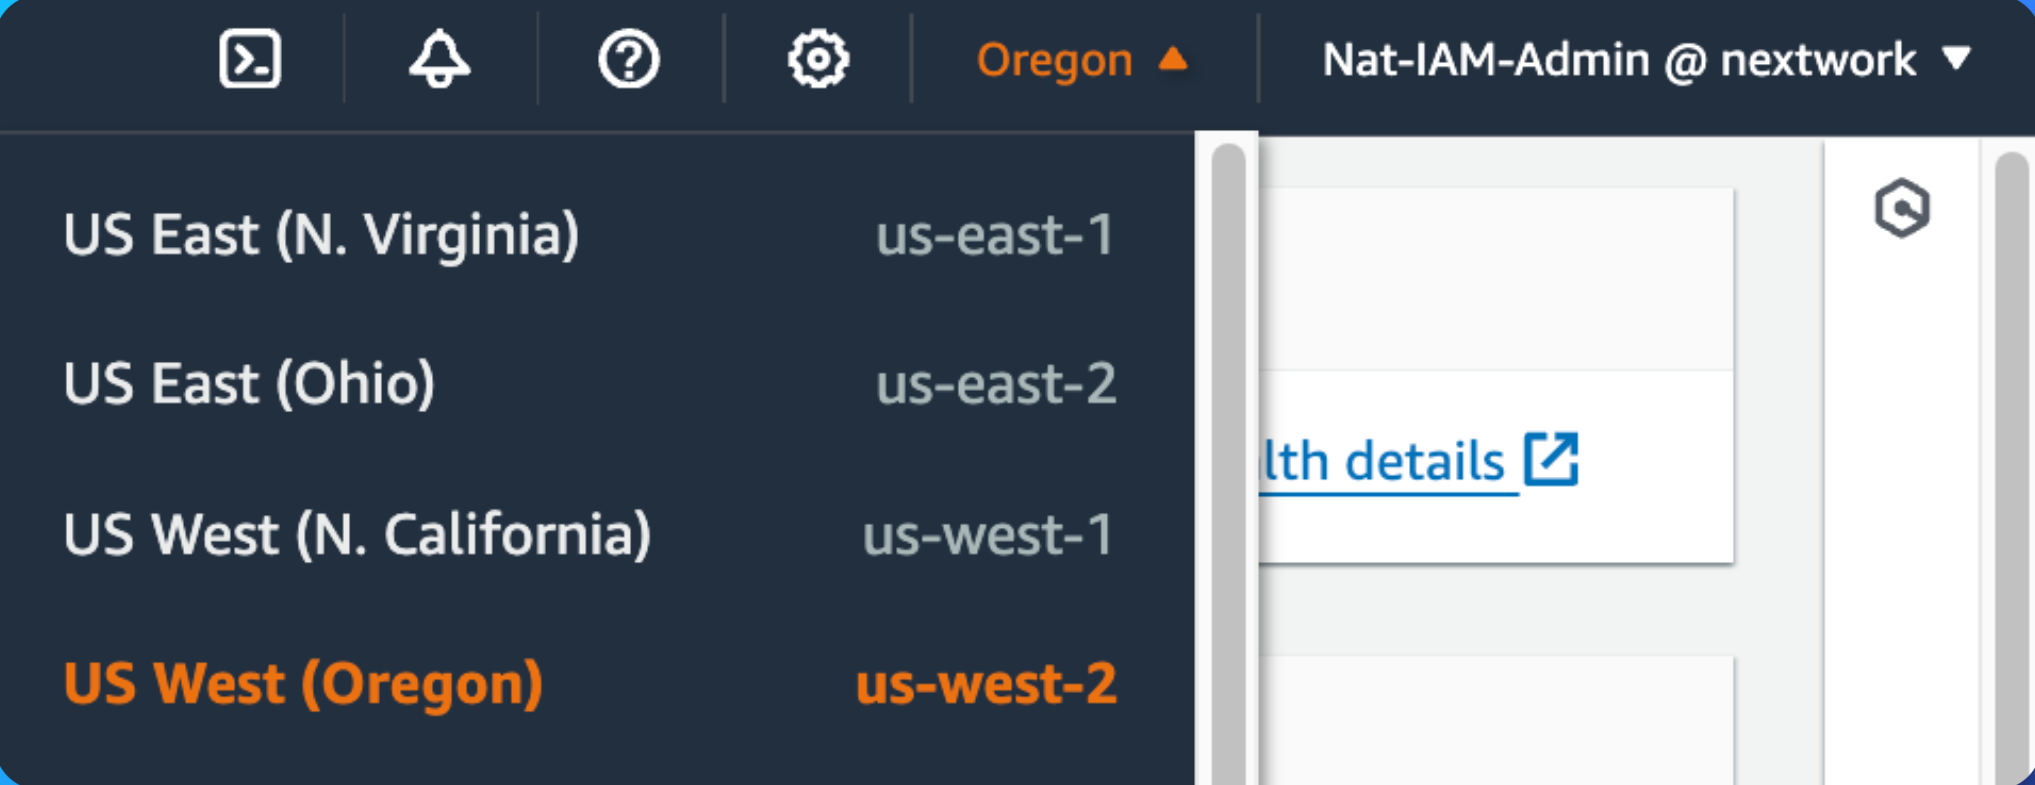 Oregon ▲ Nat-IAM-Admin @ nextwork ▼
US East (N. Virginia) us-east-1
US East (Ohio) us-east-2
lth details
US West (N. California) us-west-1
US West (Oregon) us-west-2